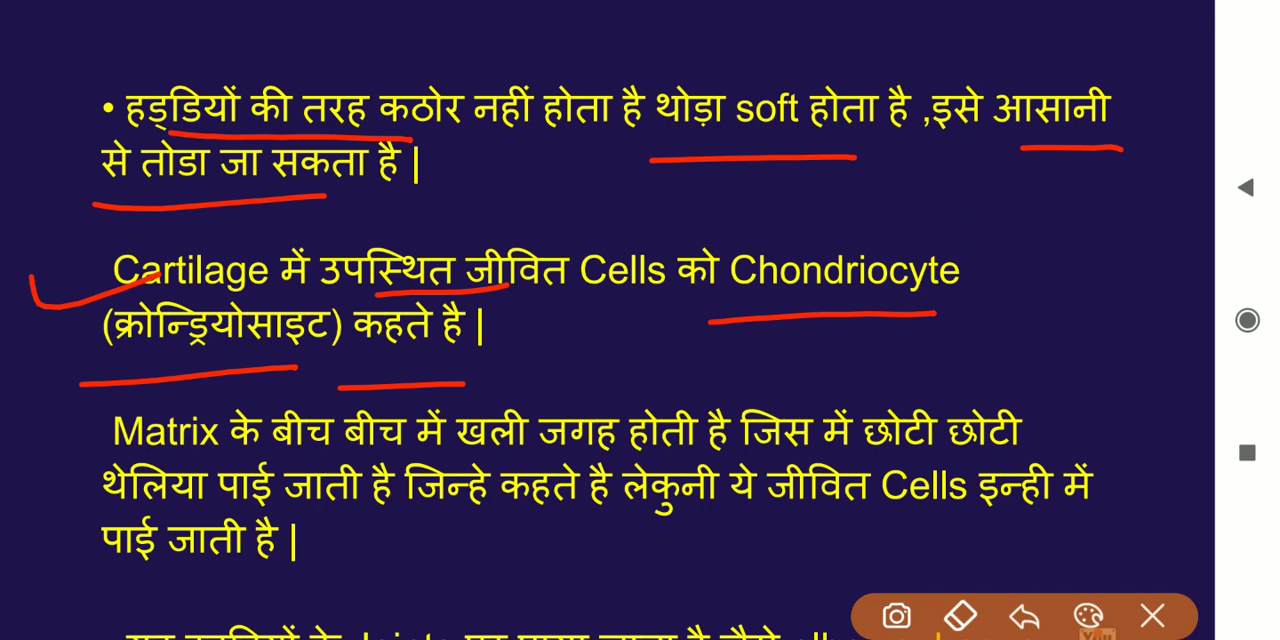 • हड्डियों की तरह कठोर नहीं होता है थोड़ा soft होता है ,इसे आसानी
से तोडा जा सकता है |
Cartilage में उपस्थित जीवित Cells को Chondriocyte
(क्रोन्ड्रियोसाइट) कहते है |
Matrix के बीच बीच में खली जगह होती है जिस में छोटी छोटी
थेलिया पाई जाती है जिन्हे कहते है लेकुनी ये जीवित Cells इन्ही में
पाई जाती है |